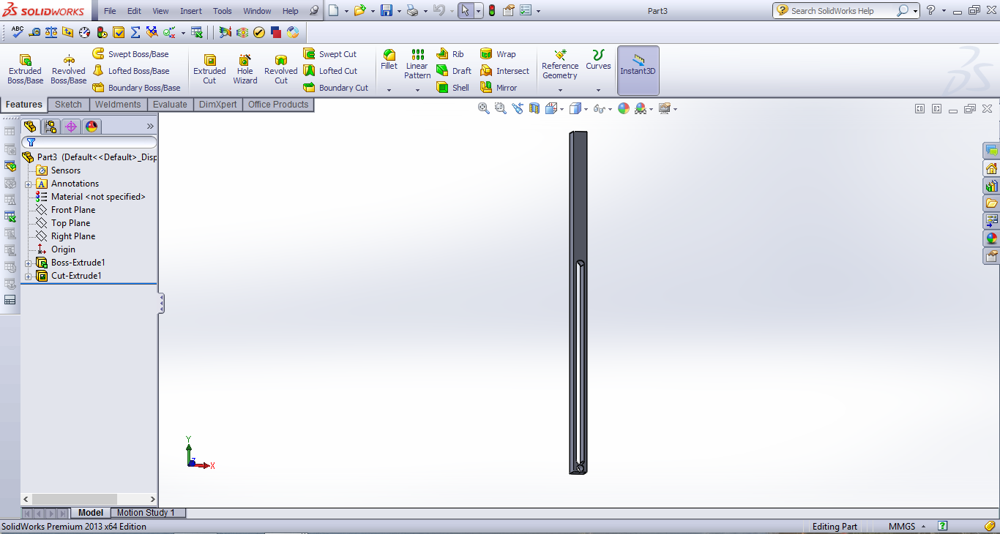 SOLIDWORKS File Edit View Insert Tools Window Help Part3 Search SolidWorks Help
ABC
Extruded Boss/Base
Revolved Boss/Base
Swept Boss/Base
Lofted Boss/Base
Boundary Boss/Base
Extruded Cut
Hole Wizard
Revolved Cut
Swept Cut
Lofted Cut
Boundary Cut
Fillet
Linear Pattern
Rib
Draft
Shell
Wrap
Intersect
Mirror
Reference Geometry
Curves
Instant3D
Features Sketch Weldments Evaluate DimXpert Office Products
Part3 (Default<<Default>_Disp
Sensors
Annotations
Material <not specified>
Front Plane
Top Plane
Right Plane
Origin
Boss-Extrude1
Cut-Extrude1
Y
Z
X
Model Motion Study 1
SolidWorks Premium 2013 x64 Edition Editing Part MMGS